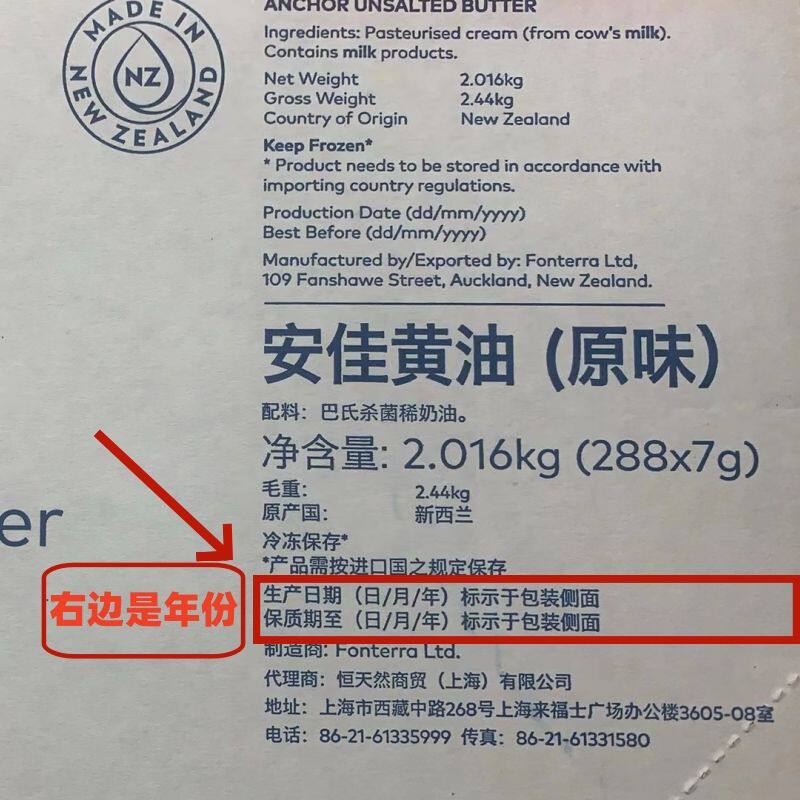 MADE IN
NZ
NEW ZEALAND
ANCHOR UNSALTED BUTTER
Ingredients: Pasteurised cream (from cow's milk).
Contains milk products.
Net Weight 2.016kg
Gross Weight 2.44kg
Country of Origin New Zealand
Keep Frozen*
* Product needs to be stored in accordance with
importing country regulations.
Production Date (dd/mm/yyyy)
Best Before (dd/mm/yyyy)
Manufactured by/Exported by: Fonterra Ltd,
109 Fanshawe Street, Auckland, New Zealand.
安佳黄油 (原味)
配料：巴氏杀菌稀奶油。
净含量: 2.016kg (288x7g)
毛重: 2.44kg
原产国: 新西兰
冷冻保存*
*产品需按进口国之规定保存
er
右边是年份
生产日期（日/月/年）标示于包装侧面
保质期至（日/月/年）标示于包装侧面
制造商: Fonterra Ltd.
代理商：恒天然商贸（上海）有限公司
地址：上海市西藏中路268号上海来福士广场办公楼3605-08室
电话：86-21-61335999 传真：86-21-61331580